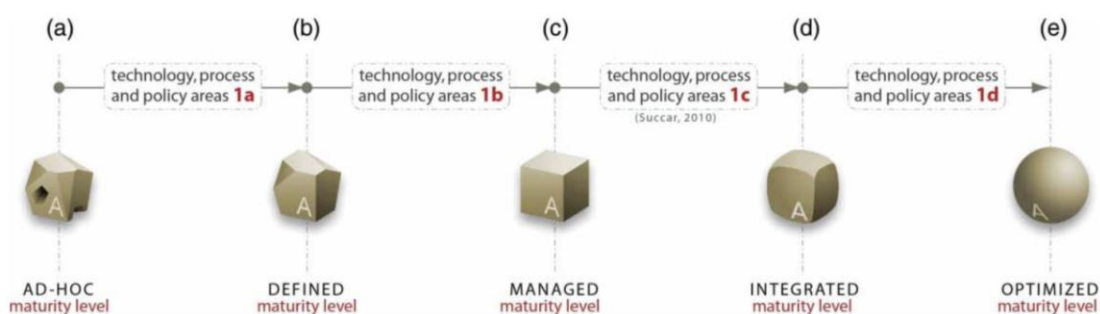 (a) (b) (c) (d) (e)
technology, process
and policy areas 1a
technology, process
and policy areas 1b
technology, process
and policy areas 1c
(Succar, 2010)
technology, process
and policy areas 1d
A
A
A
A
A
AD-HOC
maturity level
DEFINED
maturity level
MANAGED
maturity level
INTEGRATED
maturity level
OPTIMIZED
maturity level